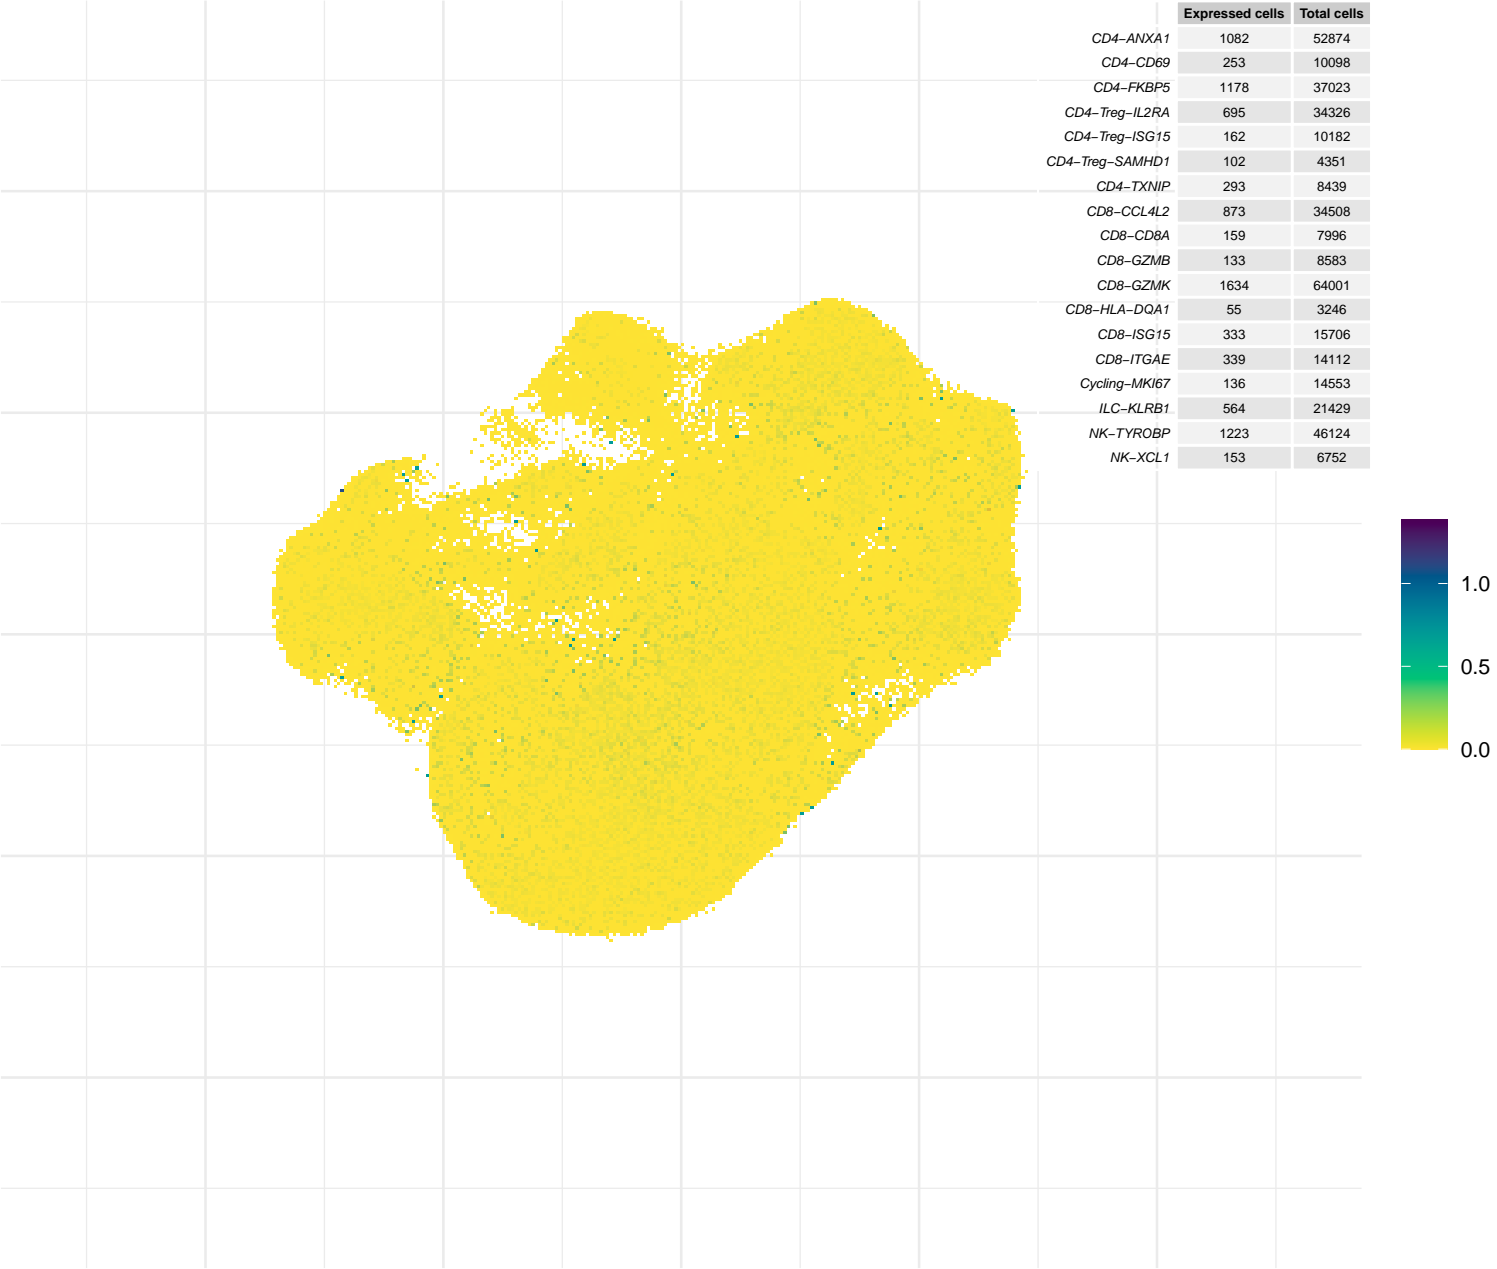 Expressed cells Total cells
CD4−ANXA1 1082 52874
CD4−CD69 253 10098
CD4−FKBP5 1178 37023
CD4−Treg−IL2RA 695 34326
CD4−Treg−ISG15 162 10182
CD4−Treg−SAMHD1 102 4351
CD4−TXNIP 293 8439
CD8−CCL4L2 873 34508
CD8−CD8A 159 7996
CD8−GZMB 133 8583
CD8−GZMK 1634 64001
CD8−HLA−DQA1 55 3246
CD8−ISG15 333 15706
CD8−ITGAE 339 14112
Cycling−MKI67 136 14553
ILC−KLRB1 564 21429
NK−TYROBP 1223 46124
NK−XCL1 153 6752
1.0
0.5
0.0